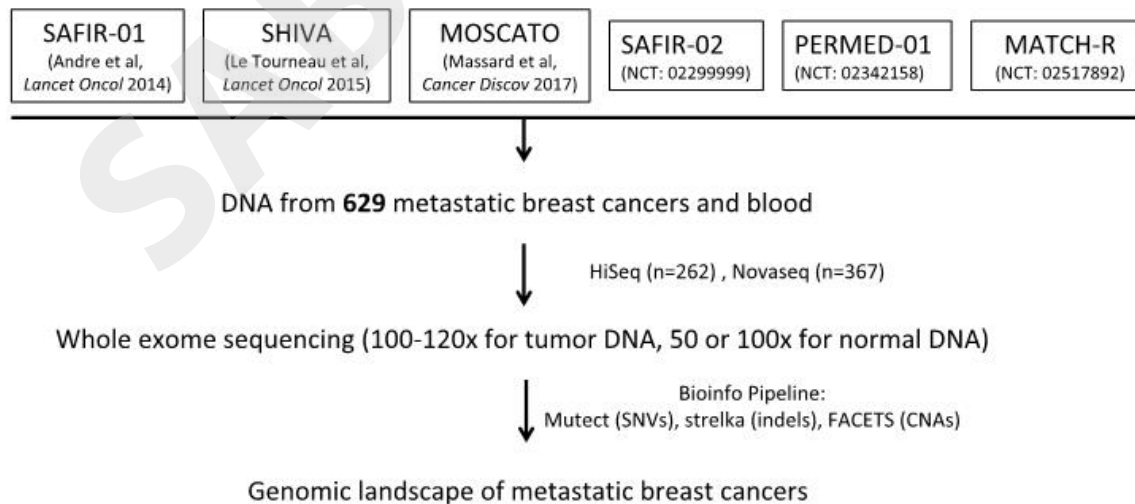 SAFIR-01
(Andre et al,
Lancet Oncol 2014)
SHIVA
(Le Tourneau et al,
Lancet Oncol 2015)
MOSCATO
(Massard et al,
Cancer Discov 2017)
SAFIR-02
(NCT: 02299999)
PERMED-01
(NCT: 02342158)
MATCH-R
(NCT: 02517892)
DNA from 629 metastatic breast cancers and blood
HiSeq (n=262) , Novaseq (n=367)
Whole exome sequencing (100-120x for tumor DNA, 50 or 100x for normal DNA)
Bioinfo Pipeline:
Mutect (SNVs), strelka (indels), FACETS (CNAs)
Genomic landscape of metastatic breast cancers